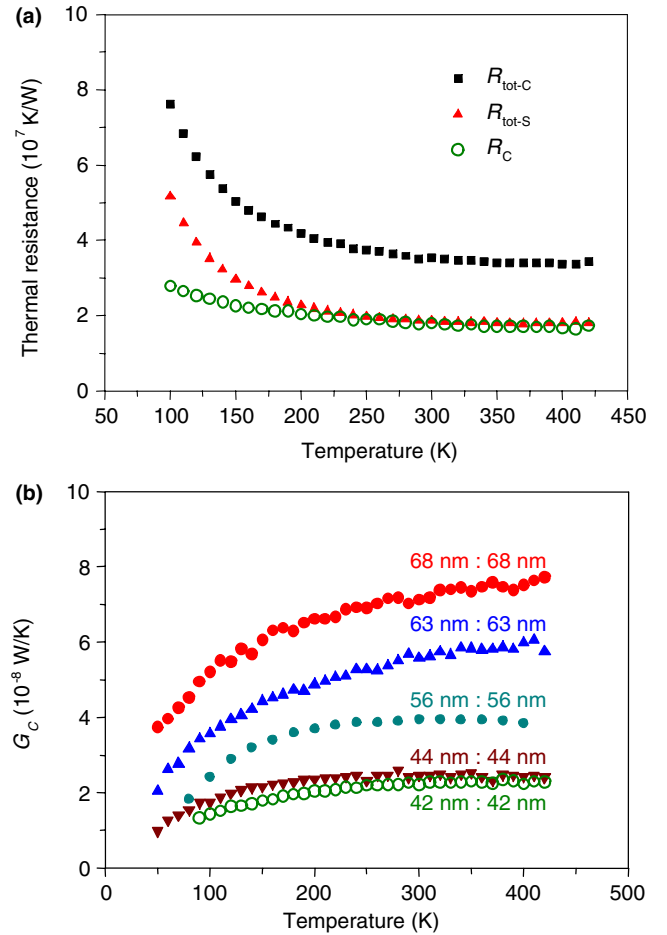 (a)
10
8
6
4
2
0
Thermal resistance (10⁷ K/W)
R_tot-C
R_tot-S
R_C
50 100 150 200 250 300 350 400 450
Temperature (K)
(b)
10
8
6
4
2
0
G_C (10⁻⁸ W/K)
68 nm : 68 nm
63 nm : 63 nm
56 nm : 56 nm
44 nm : 44 nm
42 nm : 42 nm
0 100 200 300 400 500
Temperature (K)